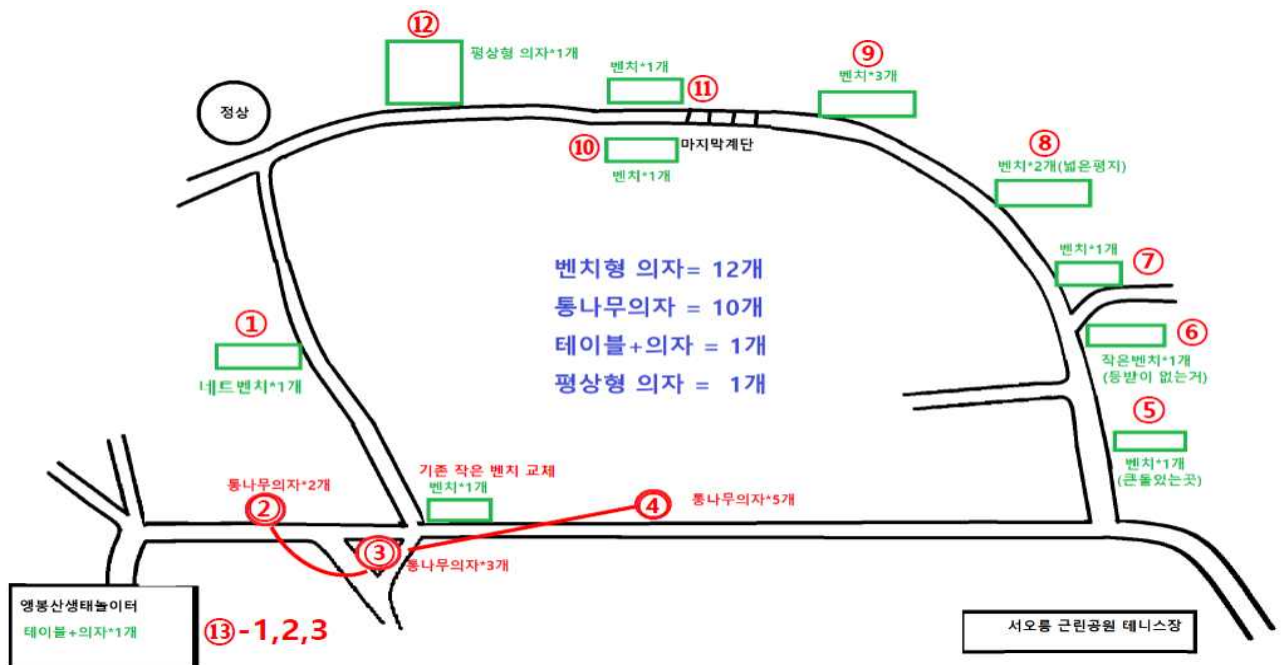 ⑫
평상형 의자*1개
정상
벤치*1개
⑪
⑨
벤치*3개
⑩
마지막계단
벤치*1개
⑧
벤치*2개(넓은평지)
벤치형 의자= 12개
통나무의자 = 10개
테이블+의자 = 1개
평상형 의자 = 1개
벤치*1개
⑦
①
네트벤치*1개
⑥
작은벤치*1개
(등받이 없는거)
⑤
벤치*1개
(큰돌있는곳)
기존 작은 벤치 교체
벤치*1개
통나무의자*2개
②
④
통나무의자*5개
③
통나무의자*3개
앵봉산생태놀이터
테이블+의자*1개
⑬-1,2,3
서오릉 근린공원 테니스장